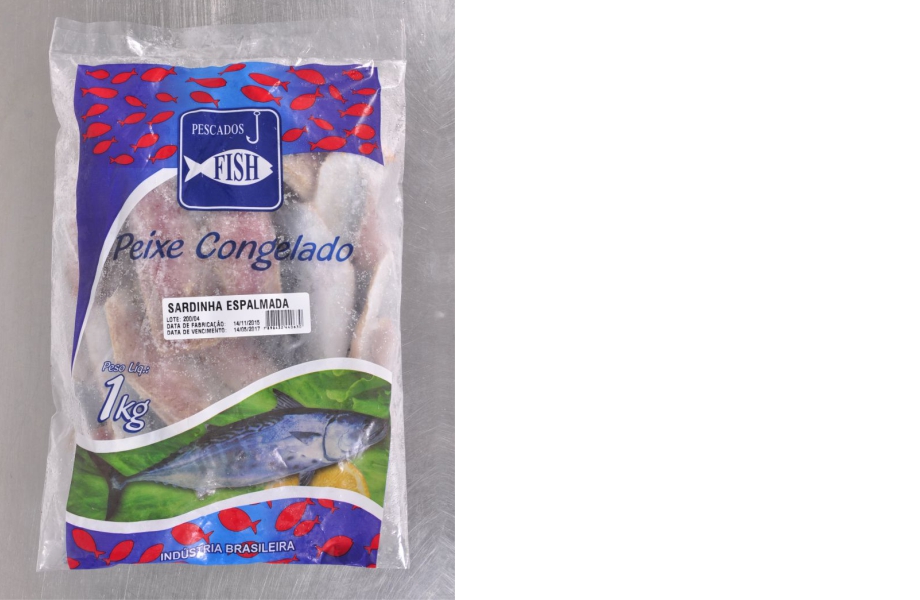 PESCADOS
FISH
Peixe Congelado
SARDINHA ESPALMADA
LOTE: 200/04
DATA DE FABRICAÇÃO: 14/11/2015
DATA DE VENCIMENTO: 14/05/2017
Peso Líq.:
1kg
INDÚSTRIA BRASILEIRA